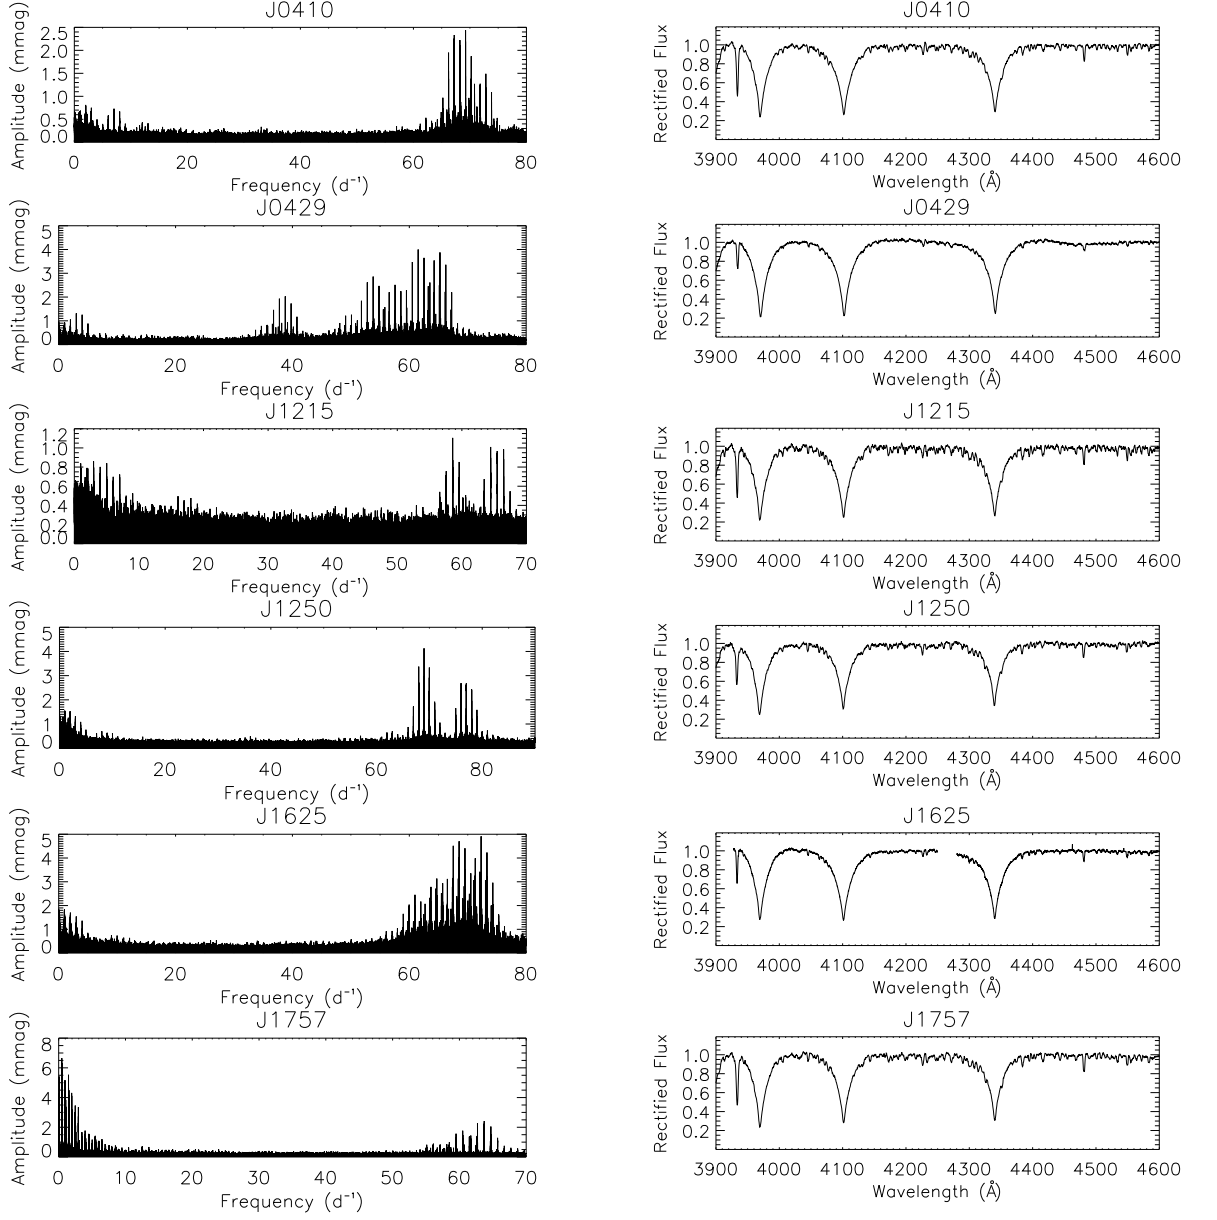 J0410
Amplitude (mmag)
2.5
2.0
1.5
1.0
0.5
0.0
0 20 40 60 80
Frequency (d⁻¹)
J0410
Rectified Flux
1.0
0.8
0.6
0.4
0.2
3900 4000 4100 4200 4300 4400 4500 4600
Wavelength (Å)
J0429
Amplitude (mmag)
5
4
3
2
1
0
0 20 40 60 80
Frequency (d⁻¹)
J0429
Rectified Flux
1.0
0.8
0.6
0.4
0.2
3900 4000 4100 4200 4300 4400 4500 4600
Wavelength (Å)
J1215
Amplitude (mmag)
1.2
1.0
0.8
0.6
0.4
0.2
0.0
0 10 20 30 40 50 60 70
Frequency (d⁻¹)
J1215
Rectified Flux
1.0
0.8
0.6
0.4
0.2
3900 4000 4100 4200 4300 4400 4500 4600
Wavelength (Å)
J1250
Amplitude (mmag)
5
4
3
2
1
0
0 20 40 60 80
Frequency (d⁻¹)
J1250
Rectified Flux
1.0
0.8
0.6
0.4
0.2
3900 4000 4100 4200 4300 4400 4500 4600
Wavelength (Å)
J1625
Amplitude (mmag)
5
4
3
2
1
0
0 20 40 60 80
Frequency (d⁻¹)
J1625
Rectified Flux
1.0
0.8
0.6
0.4
0.2
3900 4000 4100 4200 4300 4400 4500 4600
Wavelength (Å)
J1757
Amplitude (mmag)
8
6
4
2
0
0 10 20 30 40 50 60 70
Frequency (d⁻¹)
J1757
Rectified Flux
1.0
0.8
0.6
0.4
0.2
3900 4000 4100 4200 4300 4400 4500 4600
Wavelength (Å)